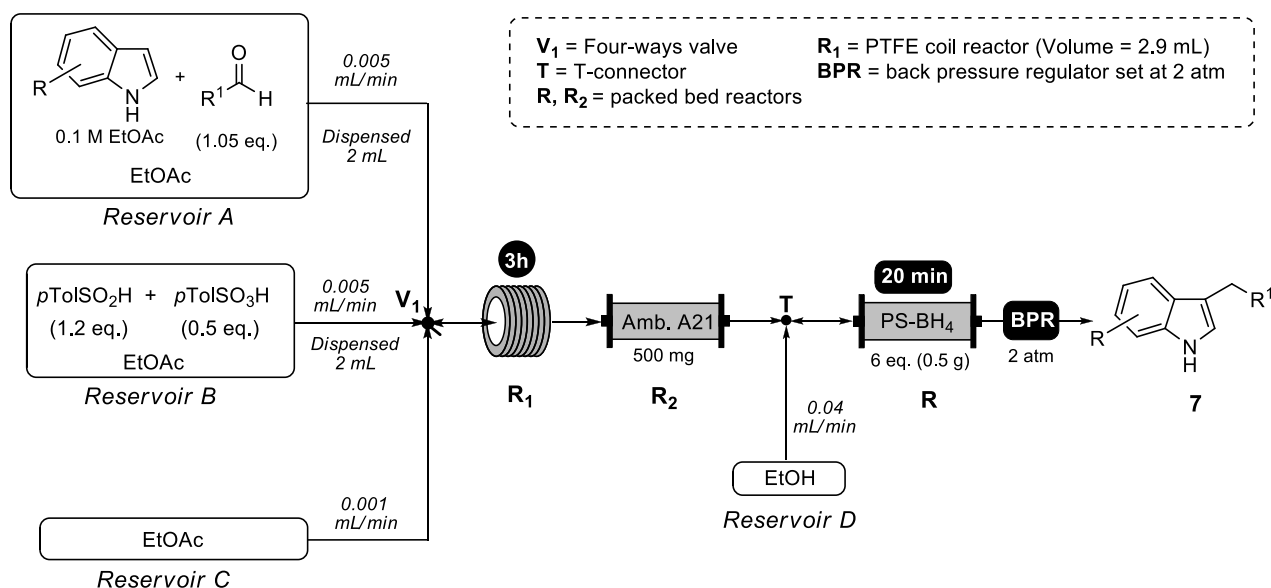 V1 = Four-ways valve
T = T-connector
R, R2 = packed bed reactors
R1 = PTFE coil reactor (Volume = 2.9 mL)
BPR = back pressure regulator set at 2 atm
R
N
H
+
O
R1
H
0.1 M EtOAc
(1.05 eq.)
EtOAc
Reservoir A
0.005
mL/min
Dispensed
2 mL
pTolSO2H + pTolSO3H
(1.2 eq.) (0.5 eq.)
EtOAc
Reservoir B
0.005
mL/min
Dispensed
2 mL
V1
3h
R1
Amb. A21
500 mg
R2
T
20 min
PS-BH4
6 eq. (0.5 g)
R
BPR
2 atm
R
N
H
R1
7
0.04
mL/min
EtOH
Reservoir D
0.001
mL/min
EtOAc
Reservoir C